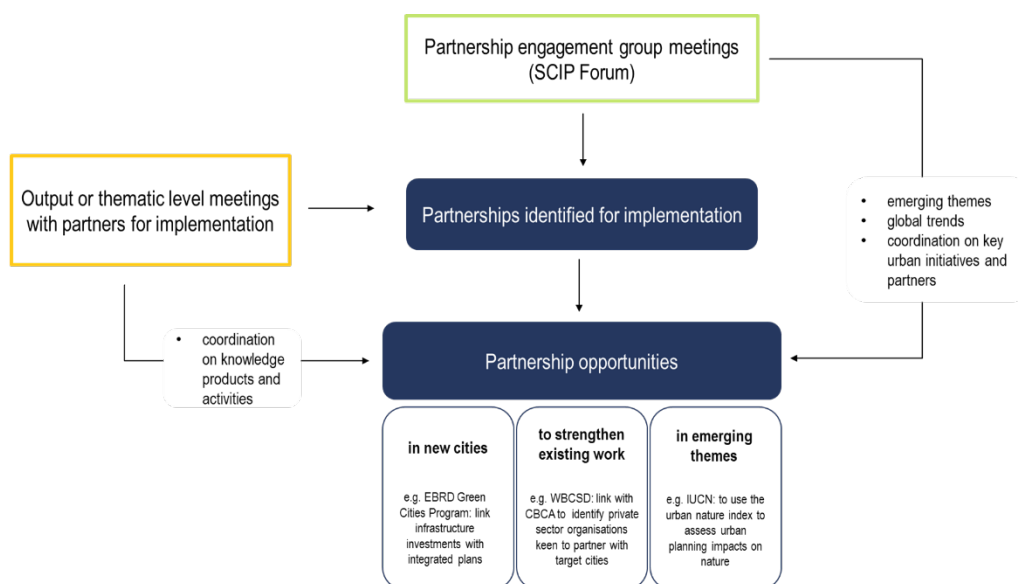 Partnership engagement group meetings
(SCIP Forum)
Output or thematic level meetings
with partners for implementation
Partnerships identified for implementation
• emerging themes
• global trends
• coordination on key
urban initiatives and
partners
• coordination
on knowledge
products and
activities
Partnership opportunities
in new cities
e.g. EBRD Green
Cities Program: link
infrastructure
investments with
integrated plans
to strengthen
existing work
e.g. WBCSD: link with
CBCA to identify private
sector organisations
keen to partner with
target cities
in emerging
themes
e.g. IUCN: to use the
urban nature index to
assess urban
planning impacts on
nature